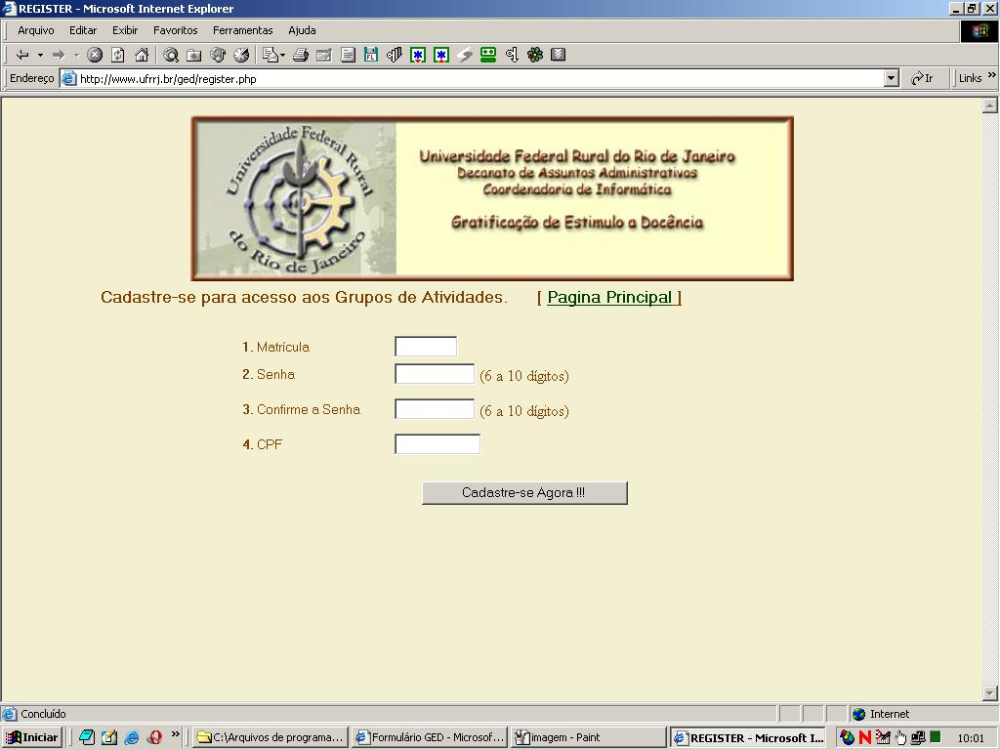 REGISTER - Microsoft Internet Explorer
Arquivo Editar Exibir Favoritos Ferramentas Ajuda
Endereço http://www.ufrrj.br/ged/register.php Ir Links »
Universidade Federal Rural do Rio de Janeiro
Universidade Federal Rural do Rio de Janeiro
Decanato de Assuntos Administrativos
Coordenadoria de Informática
Gratificação de Estimulo a Docência
Cadastre-se para acesso aos Grupos de Atividades. [ Pagina Principal ]
1. Matrícula
2. Senha (6 a 10 dígitos)
3. Confirme a Senha (6 a 10 dígitos)
4. CPF
Cadastre-se Agora !!!
Concluído Internet
Iniciar » C:\Arquivos de programa... Formulário GED - Microsof... imagem - Paint REGISTER - Microsoft I... N 10:01